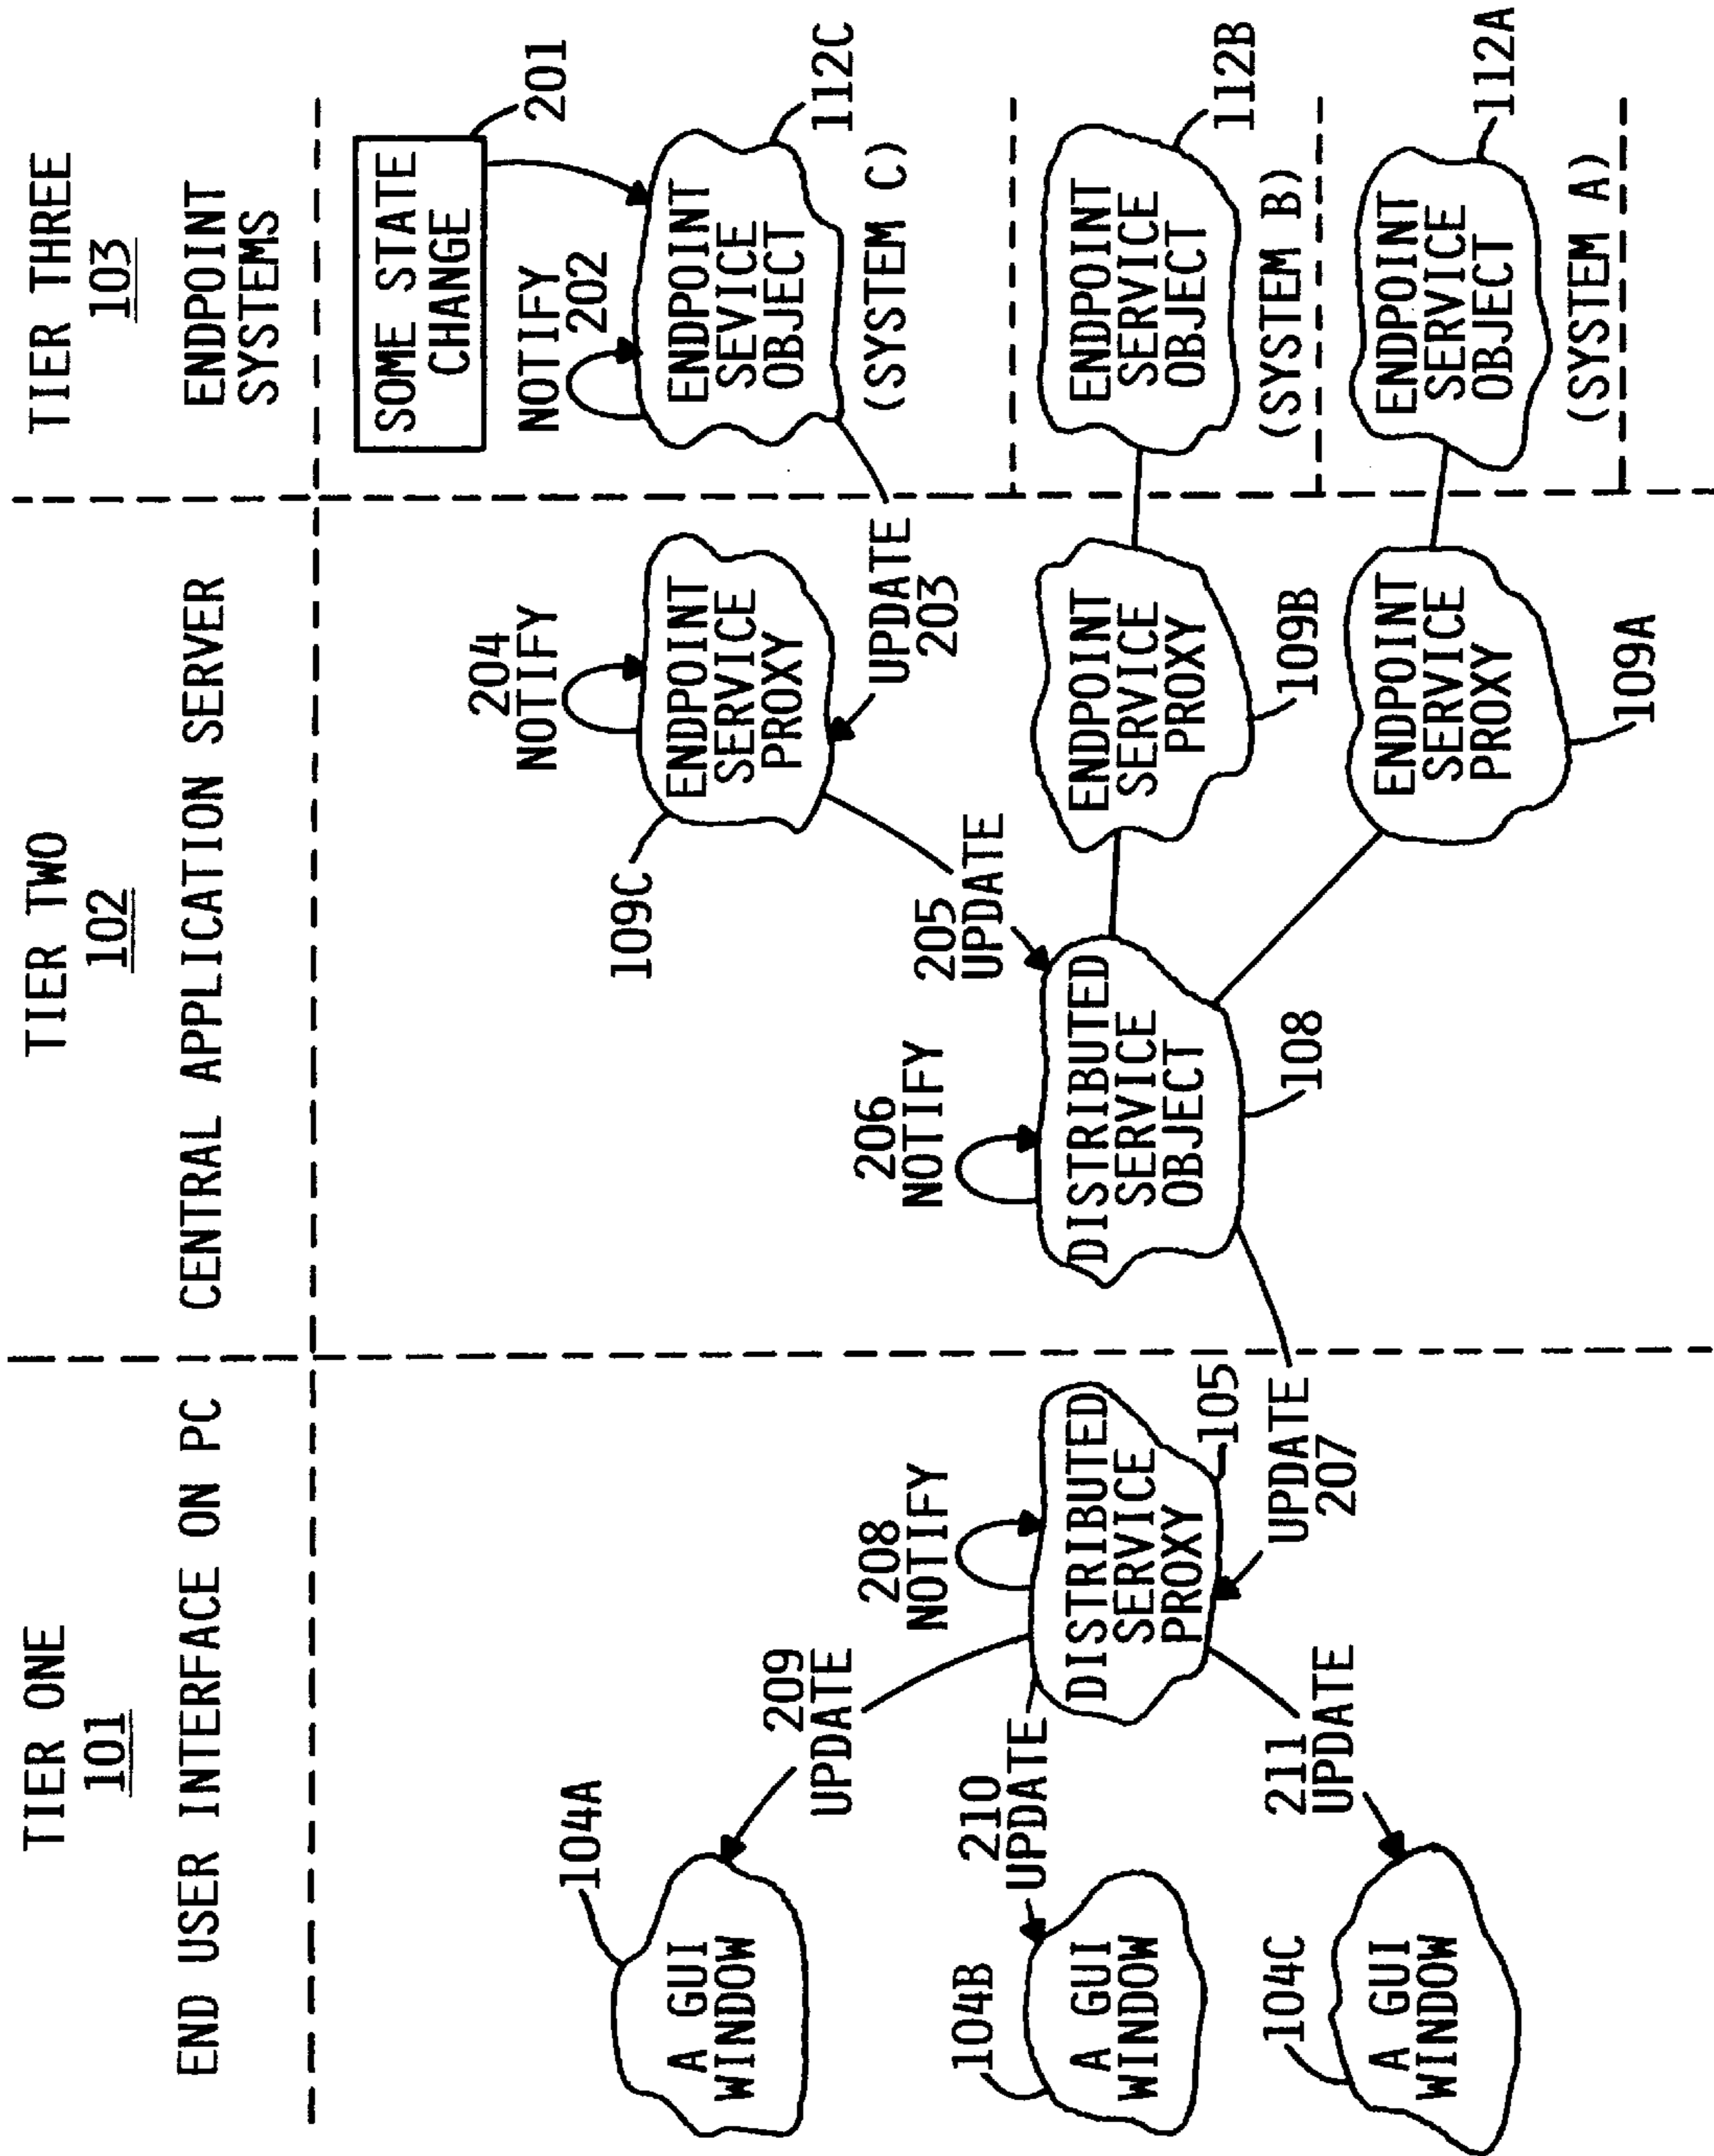 TIER ONE
101
END USER INTERFACE ON PC
TIER TWO
102
CENTRAL APPLICATION SERVER
TIER THREE
103
ENDPOINT
SYSTEMS
104A
A GUI
WINDOW
209
UPDATE
104B
A GUI
WINDOW
210
UPDATE
104C
A GUI
WINDOW
211
UPDATE
208
NOTIFY
DISTRIBUTED
SERVICE
PROXY
105
UPDATE
207
206
NOTIFY
DISTRIBUTED
SERVICE
OBJECT
108
205
UPDATE
109C
204
NOTIFY
ENDPOINT
SERVICE
PROXY
UPDATE
203
ENDPOINT
SERVICE
PROXY
109B
ENDPOINT
SERVICE
PROXY
109A
SOME STATE
CHANGE
201
NOTIFY
202
ENDPOINT
SEVICE
OBJECT
112C
(SYSTEM C)
ENDPOINT
SERVICE
OBJECT
112B
(SYSTEM B)
ENDPOINT
SERVICE
OBJECT
112A
(SYSTEM A)